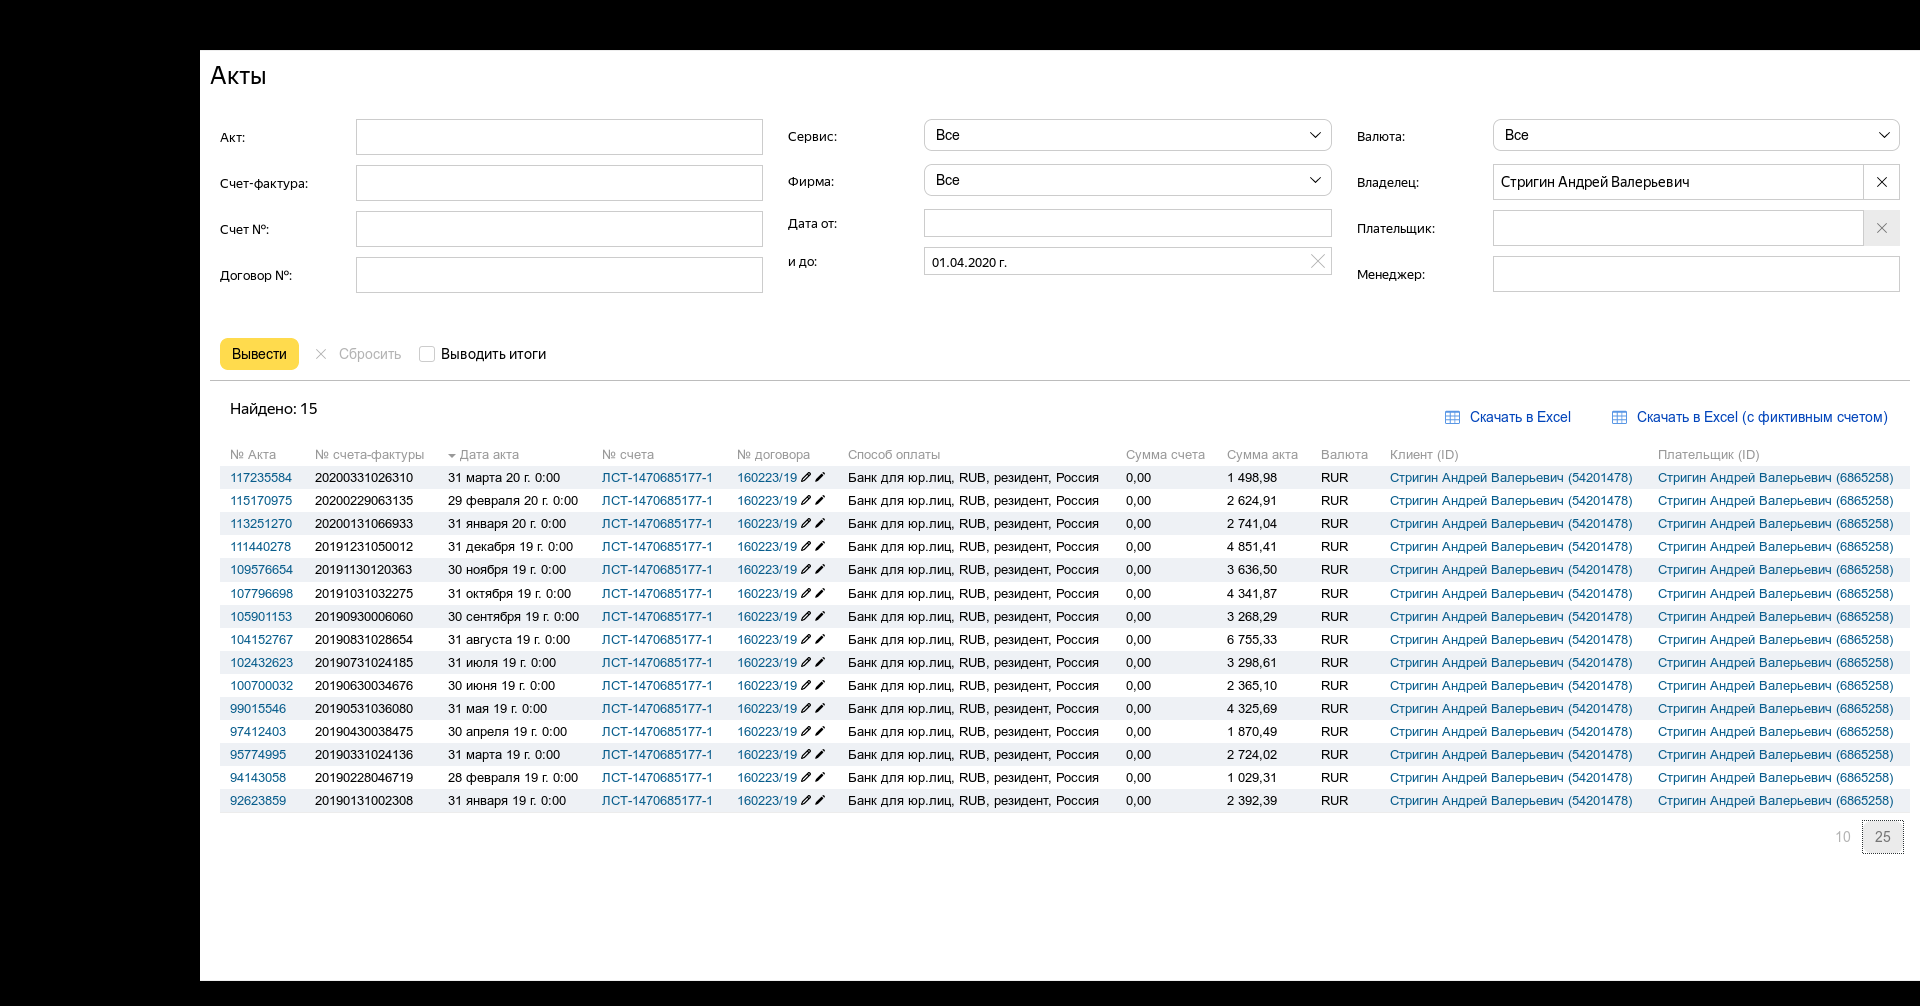 Акты
Акт:
Сервис: Все
Валюта: Все
Счет-фактура:
Фирма: Все
Владелец: Стригин Андрей Валерьевич
Счет №:
Дата от:
Плательщик:
Договор №:
и до: 01.04.2020 г.
Менеджер:
Вывести Сбросить Выводить итоги
Найдено: 15
Скачать в Excel Скачать в Excel (с фиктивным счетом)
№ Акта № счета-фактуры Дата акта № счета № договора Способ оплаты Сумма счета Сумма акта Валюта Клиент (ID) Плательщик (ID)
117235584 20200331026310 31 марта 20 г. 0:00 ЛСТ-1470685177-1 160223/19 Банк для юр.лиц, RUB, резидент, Россия 0,00 1 498,98 RUR Стригин Андрей Валерьевич (54201478) Стригин Андрей Валерьевич (6865258)
115170975 20200229063135 29 февраля 20 г. 0:00 ЛСТ-1470685177-1 160223/19 Банк для юр.лиц, RUB, резидент, Россия 0,00 2 624,91 RUR Стригин Андрей Валерьевич (54201478) Стригин Андрей Валерьевич (6865258)
113251270 20200131066933 31 января 20 г. 0:00 ЛСТ-1470685177-1 160223/19 Банк для юр.лиц, RUB, резидент, Россия 0,00 2 741,04 RUR Стригин Андрей Валерьевич (54201478) Стригин Андрей Валерьевич (6865258)
111440278 20191231050012 31 декабря 19 г. 0:00 ЛСТ-1470685177-1 160223/19 Банк для юр.лиц, RUB, резидент, Россия 0,00 4 851,41 RUR Стригин Андрей Валерьевич (54201478) Стригин Андрей Валерьевич (6865258)
109576654 20191130120363 30 ноября 19 г. 0:00 ЛСТ-1470685177-1 160223/19 Банк для юр.лиц, RUB, резидент, Россия 0,00 3 636,50 RUR Стригин Андрей Валерьевич (54201478) Стригин Андрей Валерьевич (6865258)
107796698 20191031032275 31 октября 19 г. 0:00 ЛСТ-1470685177-1 160223/19 Банк для юр.лиц, RUB, резидент, Россия 0,00 4 341,87 RUR Стригин Андрей Валерьевич (54201478) Стригин Андрей Валерьевич (6865258)
105901153 20190930006060 30 сентября 19 г. 0:00 ЛСТ-1470685177-1 160223/19 Банк для юр.лиц, RUB, резидент, Россия 0,00 3 268,29 RUR Стригин Андрей Валерьевич (54201478) Стригин Андрей Валерьевич (6865258)
104152767 20190831028654 31 августа 19 г. 0:00 ЛСТ-1470685177-1 160223/19 Банк для юр.лиц, RUB, резидент, Россия 0,00 6 755,33 RUR Стригин Андрей Валерьевич (54201478) Стригин Андрей Валерьевич (6865258)
102432623 20190731024185 31 июля 19 г. 0:00 ЛСТ-1470685177-1 160223/19 Банк для юр.лиц, RUB, резидент, Россия 0,00 3 298,61 RUR Стригин Андрей Валерьевич (54201478) Стригин Андрей Валерьевич (6865258)
100700032 20190630034676 30 июня 19 г. 0:00 ЛСТ-1470685177-1 160223/19 Банк для юр.лиц, RUB, резидент, Россия 0,00 2 365,10 RUR Стригин Андрей Валерьевич (54201478) Стригин Андрей Валерьевич (6865258)
99015546 20190531036080 31 мая 19 г. 0:00 ЛСТ-1470685177-1 160223/19 Банк для юр.лиц, RUB, резидент, Россия 0,00 4 325,69 RUR Стригин Андрей Валерьевич (54201478) Стригин Андрей Валерьевич (6865258)
97412403 20190430038475 30 апреля 19 г. 0:00 ЛСТ-1470685177-1 160223/19 Банк для юр.лиц, RUB, резидент, Россия 0,00 1 870,49 RUR Стригин Андрей Валерьевич (54201478) Стригин Андрей Валерьевич (6865258)
95774995 20190331024136 31 марта 19 г. 0:00 ЛСТ-1470685177-1 160223/19 Банк для юр.лиц, RUB, резидент, Россия 0,00 2 724,02 RUR Стригин Андрей Валерьевич (54201478) Стригин Андрей Валерьевич (6865258)
94143058 20190228046719 28 февраля 19 г. 0:00 ЛСТ-1470685177-1 160223/19 Банк для юр.лиц, RUB, резидент, Россия 0,00 1 029,31 RUR Стригин Андрей Валерьевич (54201478) Стригин Андрей Валерьевич (6865258)
92623859 20190131002308 31 января 19 г. 0:00 ЛСТ-1470685177-1 160223/19 Банк для юр.лиц, RUB, резидент, Россия 0,00 2 392,39 RUR Стригин Андрей Валерьевич (54201478) Стригин Андрей Валерьевич (6865258)
10 25